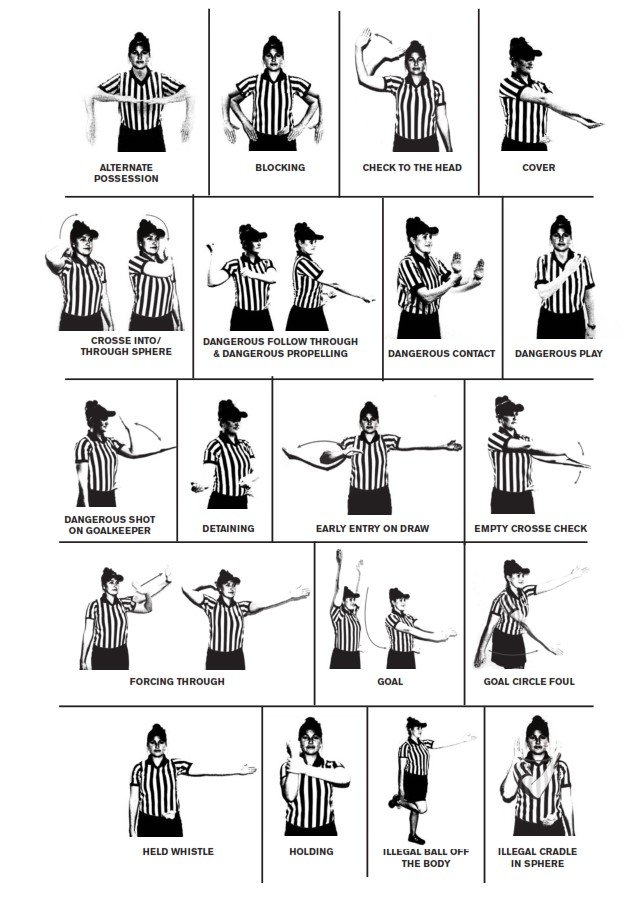 ALTERNATE
POSSESSION
BLOCKING
CHECK TO THE HEAD
COVER
CROSSE INTO/
THROUGH SPHERE
DANGEROUS FOLLOW THROUGH
& DANGEROUS PROPELLING
DANGEROUS CONTACT
DANGEROUS PLAY
DANGEROUS SHOT
ON GOALKEEPER
DETAINING
EARLY ENTRY ON DRAW
EMPTY CROSSE CHECK
FORCING THROUGH
GOAL
GOAL CIRCLE FOUL
HELD WHISTLE
HOLDING
ILLEGAL BALL OFF
THE BODY
ILLEGAL CRADLE
IN SPHERE